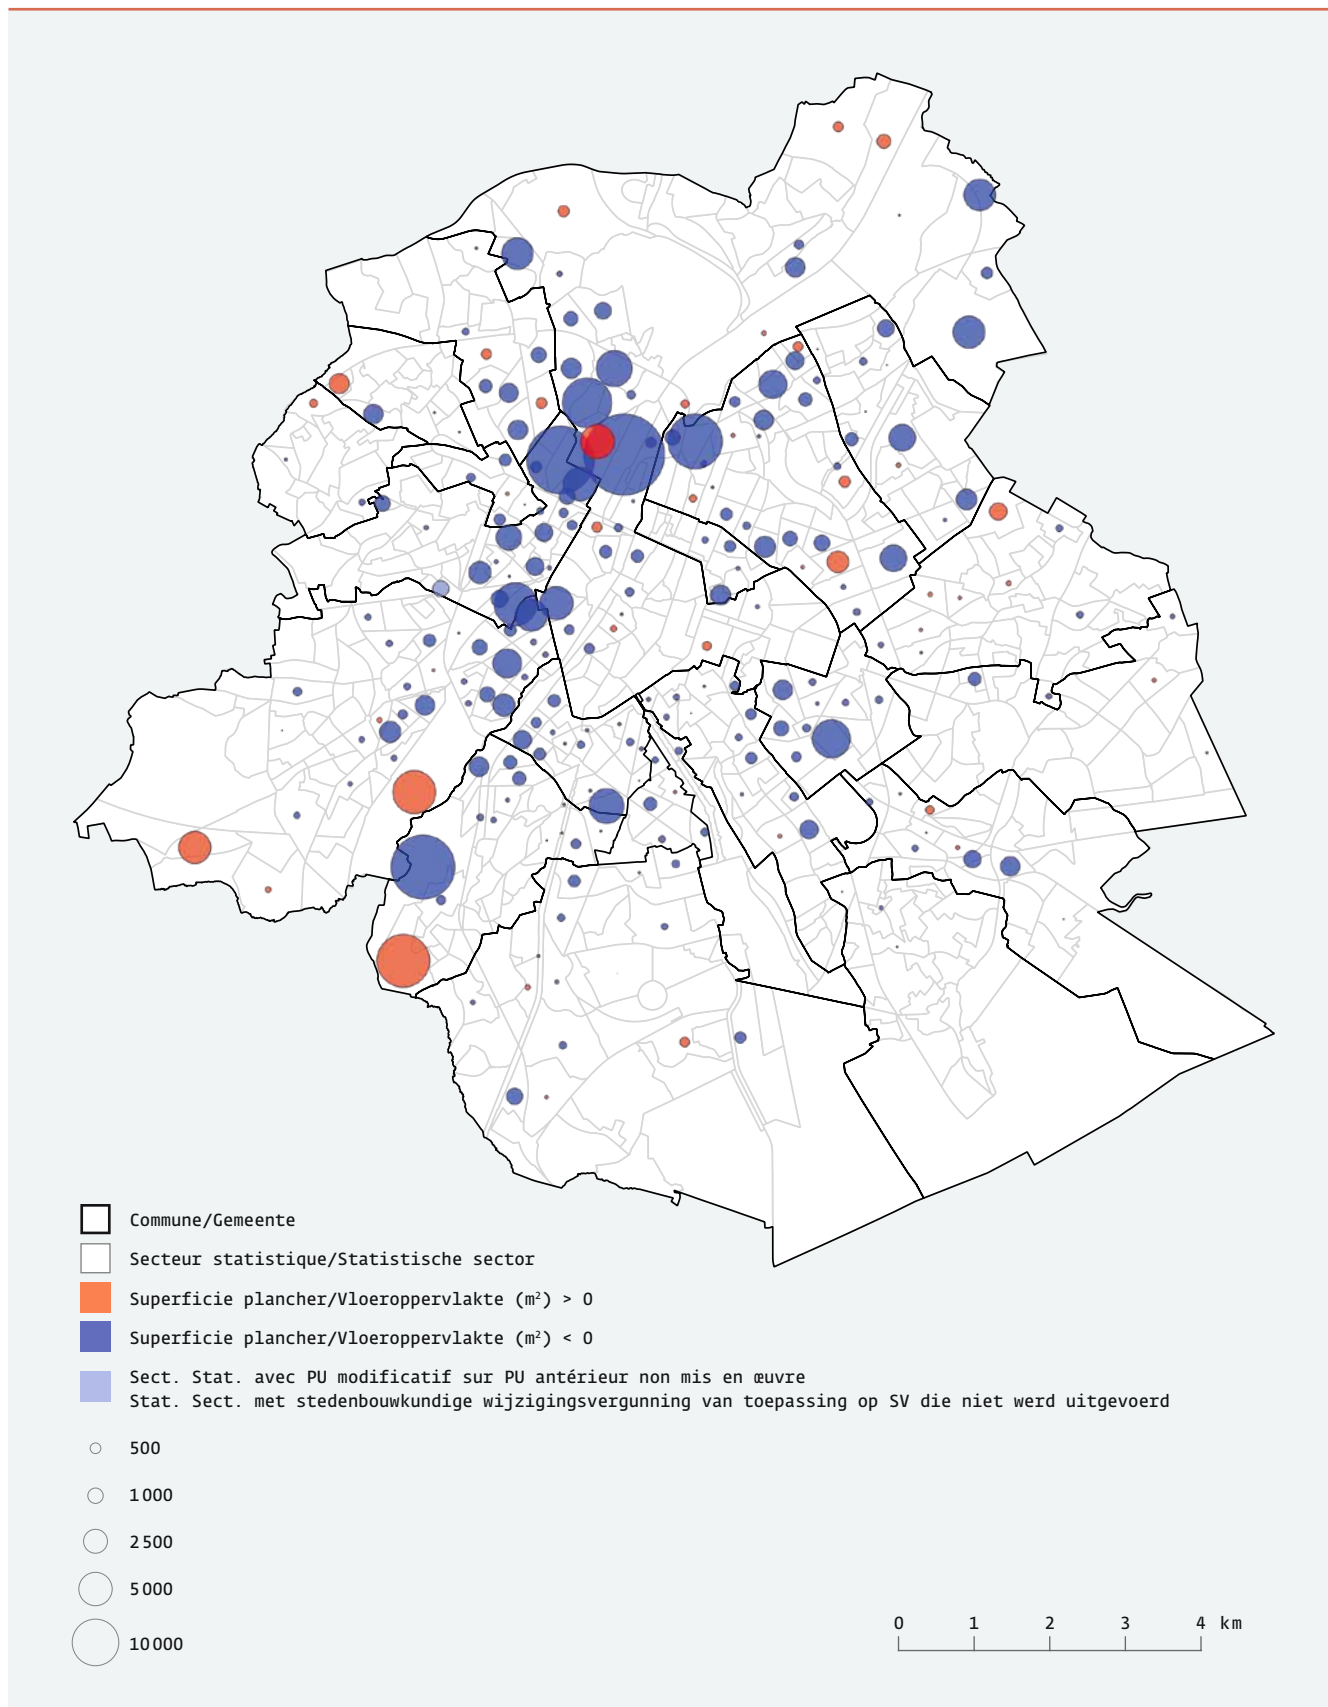 Commune/Gemeente
Secteur statistique/Statistische sector
Superficie plancher/Vloeroppervlakte (m²) > 0
Superficie plancher/Vloeroppervlakte (m²) < 0
Sect. Stat. avec PU modificatif sur PU antérieur non mis en œuvre
Stat. Sect. met stedenbouwkundige wijzigingsvergunning van toepassing op SV die niet werd uitgevoerd
500
1 000
2 500
5 000
10 000
0 1 2 3 4 km